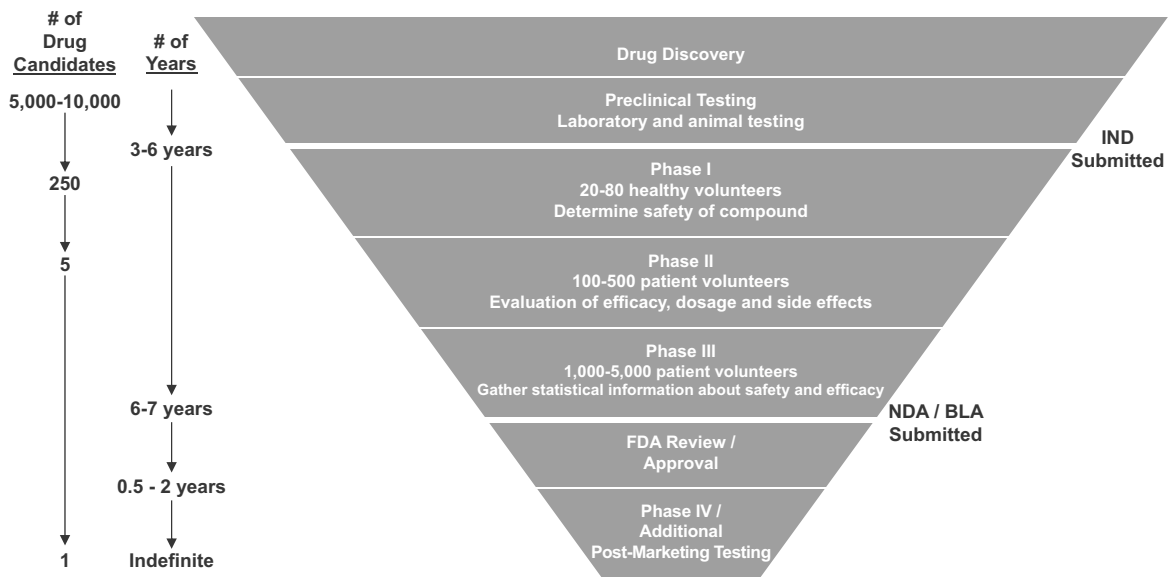 # of
Drug
Candidates
# of
Years
5,000-10,000
3-6 years
250
5
6-7 years
0.5 - 2 years
1
Indefinite
Drug Discovery
Preclinical Testing
Laboratory and animal testing
IND
Submitted
Phase I
20-80 healthy volunteers
Determine safety of compound
Phase II
100-500 patient volunteers
Evaluation of efficacy, dosage and side effects
Phase III
1,000-5,000 patient volunteers
Gather statistical information about safety and efficacy
NDA / BLA
Submitted
FDA Review /
Approval
Phase IV /
Additional
Post-Marketing Testing